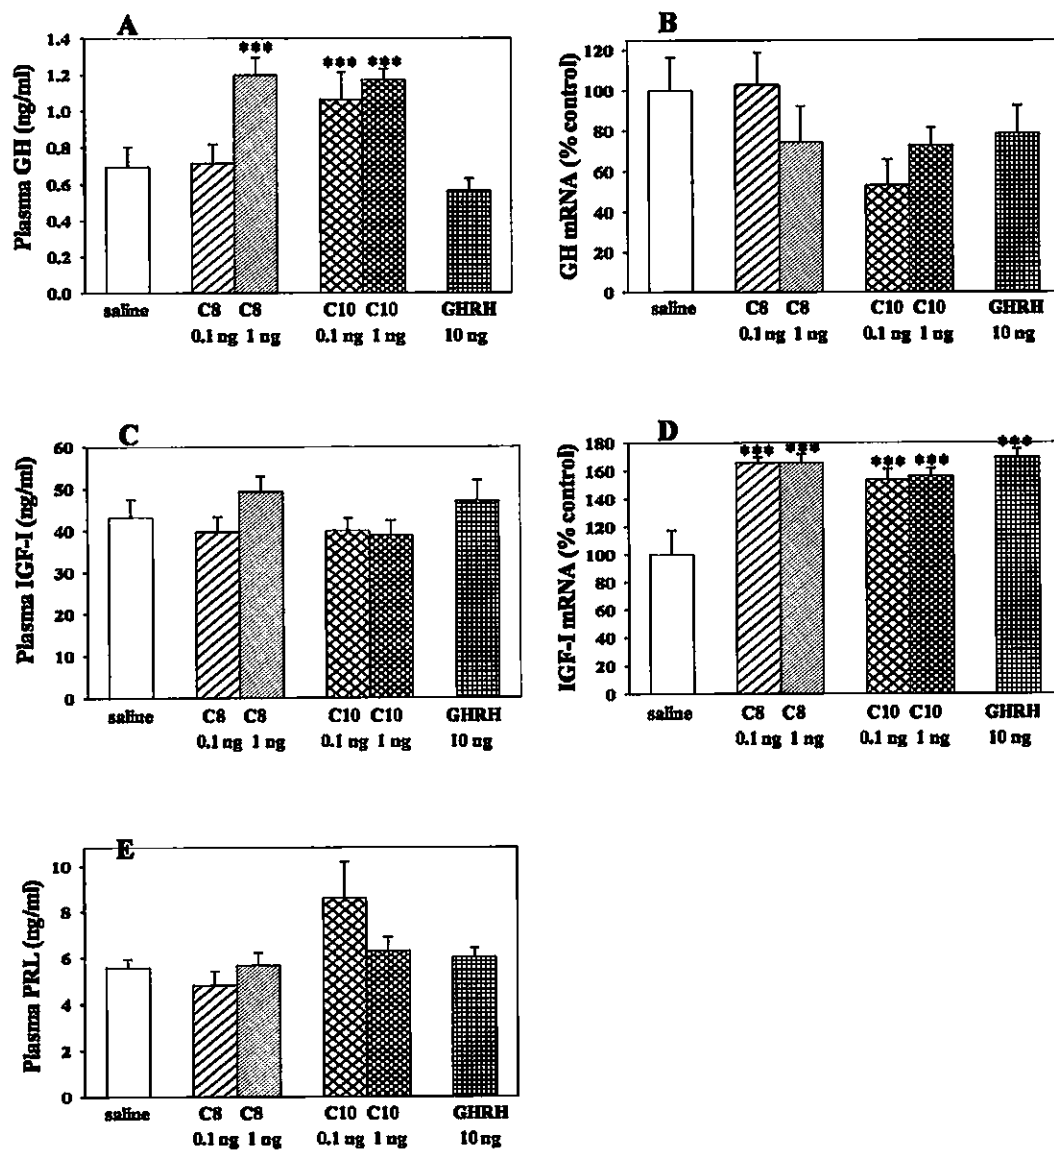 A
Plasma GH (ng/ml)
1.4
1.2
1.0
0.8
0.6
0.4
0.2
0.0
*** *** ***
saline C8 C8 C10 C10 GHRH
0.1 ng 1 ng 0.1 ng 1 ng 10 ng
B
GH mRNA (% control)
120
100
80
60
40
20
0
saline C8 C8 C10 C10 GHRH
0.1 ng 1 ng 0.1 ng 1 ng 10 ng
C
Plasma IGF-I (ng/ml)
60
50
40
30
20
10
0
saline C8 C8 C10 C10 GHRH
0.1 ng 1 ng 0.1 ng 1 ng 10 ng
D
IGF-I mRNA (% control)
180
160
140
120
100
80
60
40
20
0
*** *** *** *** ***
saline C8 C8 C10 C10 GHRH
0.1 ng 1 ng 0.1 ng 1 ng 10 ng
E
Plasma PRL (ng/ml)
10
8
6
4
2
0
saline C8 C8 C10 C10 GHRH
0.1 ng 1 ng 0.1 ng 1 ng 10 ng